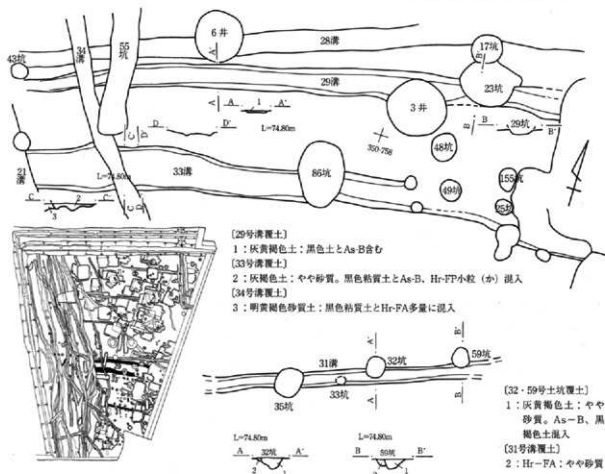 6井
17坑
28溝
34溝
55坑
43坑
A'
B'
23坑
29溝
3井
A A 1 A'
D D'
L=74.80m
B B 29坑 B'
C D
C' D'
350-758
48坑
21溝
L=74.80m
33溝
86坑
49坑
155坑
25坑
C C' 2 C'
3
C D
〔29号溝覆土〕
1：灰黄褐色土：黒色土とAs-B含む
〔33号溝覆土〕
2：灰褐色土：やや砂質。黒色粘質土とAs-B、Hr-FP小粒（か）混入
〔34号溝覆土〕
3：明黄褐色砂質土：黒色粘質土とHr-FA多量に混入
A'
B'
31溝
32坑
59坑
35坑
33坑
A
B
〔32・59号土坑覆土〕
1：灰黄褐色土：やや
砂質。As-B、黒
褐色土混入
〔31号溝覆土〕
2：Hr-FA：やや砂質
L=74.80m
L=74.80m
A 32坑 A'
B 59坑 B'
2 1
2 1